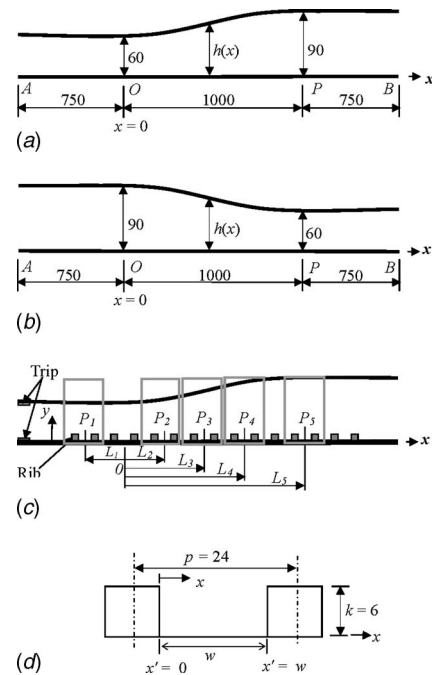 60
h(x)
90
A
O
P
B
x
750
1000
750
x = 0
(a)
90
h(x)
60
A
O
P
B
x
750
1000
750
x = 0
(b)
Trip
y
P1
P2
P3
P4
P5
x
L1
L2
0
L3
Rib
L4
L5
(c)
p = 24
x
k = 6
w
x
x' = 0
x' = w
(d)